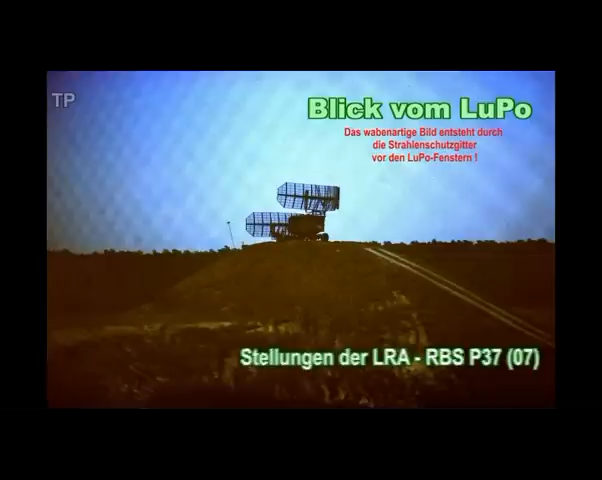 TP
Blick vom LuPo
Das wabenartige Bild entsteht durch
die Strahlenschutzgitter
vor den LuPo-Fenstern !
Stellungen der LRA - RBS P37 (07)